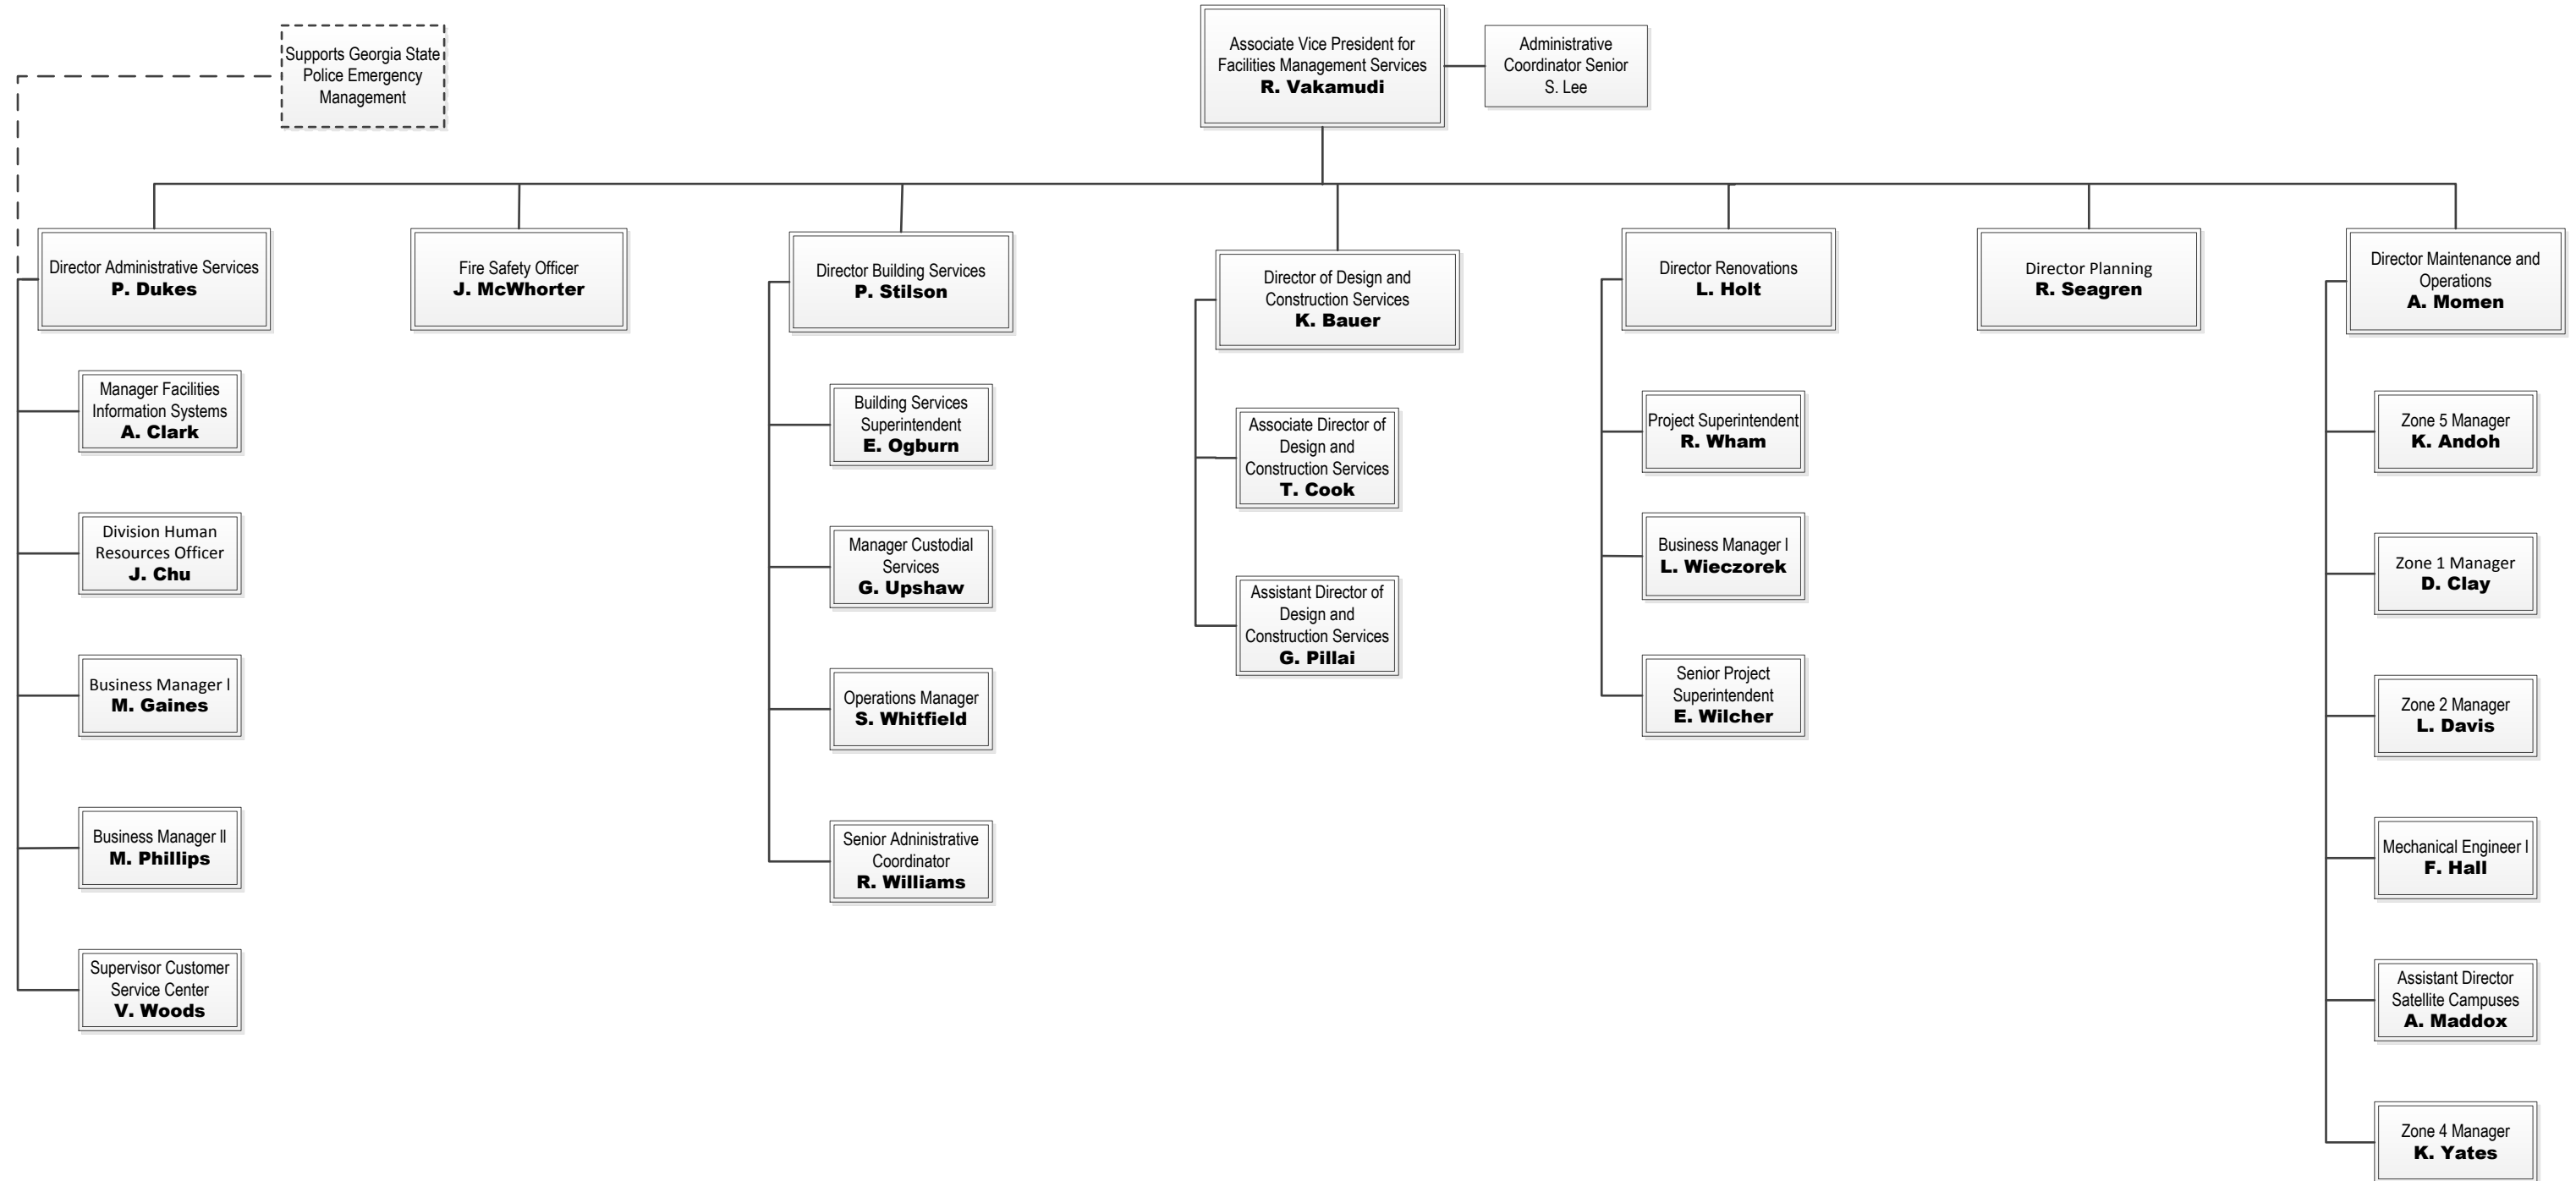 Supports Georgia State
Police Emergency
Management
Associate Vice President for
Facilities Management Services
R. Vakamudi
Administrative
Coordinator Senior
S. Lee
Director Administrative Services
P. Dukes
Fire Safety Officer
J. McWhorter
Director Building Services
P. Stilson
Director of Design and
Construction Services
K. Bauer
Director Renovations
L. Holt
Director Planning
R. Seagren
Director Maintenance and
Operations
A. Momen
Manager Facilities
Information Systems
A. Clark
Division Human
Resources Officer
J. Chu
Business Manager I
M. Gaines
Business Manager II
M. Phillips
Supervisor Customer
Service Center
V. Woods
Building Services
Superintendent
E. Ogburn
Manager Custodial
Services
G. Upshaw
Operations Manager
S. Whitfield
Senior Adninistrative
Coordinator
R. Williams
Associate Director of
Design and
Construction Services
T. Cook
Assistant Director of
Design and
Construction Services
G. Pillai
Project Superintendent
R. Wham
Business Manager I
L. Wieczorek
Senior Project
Superintendent
E. Wilcher
Zone 5 Manager
K. Andoh
Zone 1 Manager
D. Clay
Zone 2 Manager
L. Davis
Mechanical Engineer I
F. Hall
Assistant Director
Satellite Campuses
A. Maddox
Zone 4 Manager
K. Yates